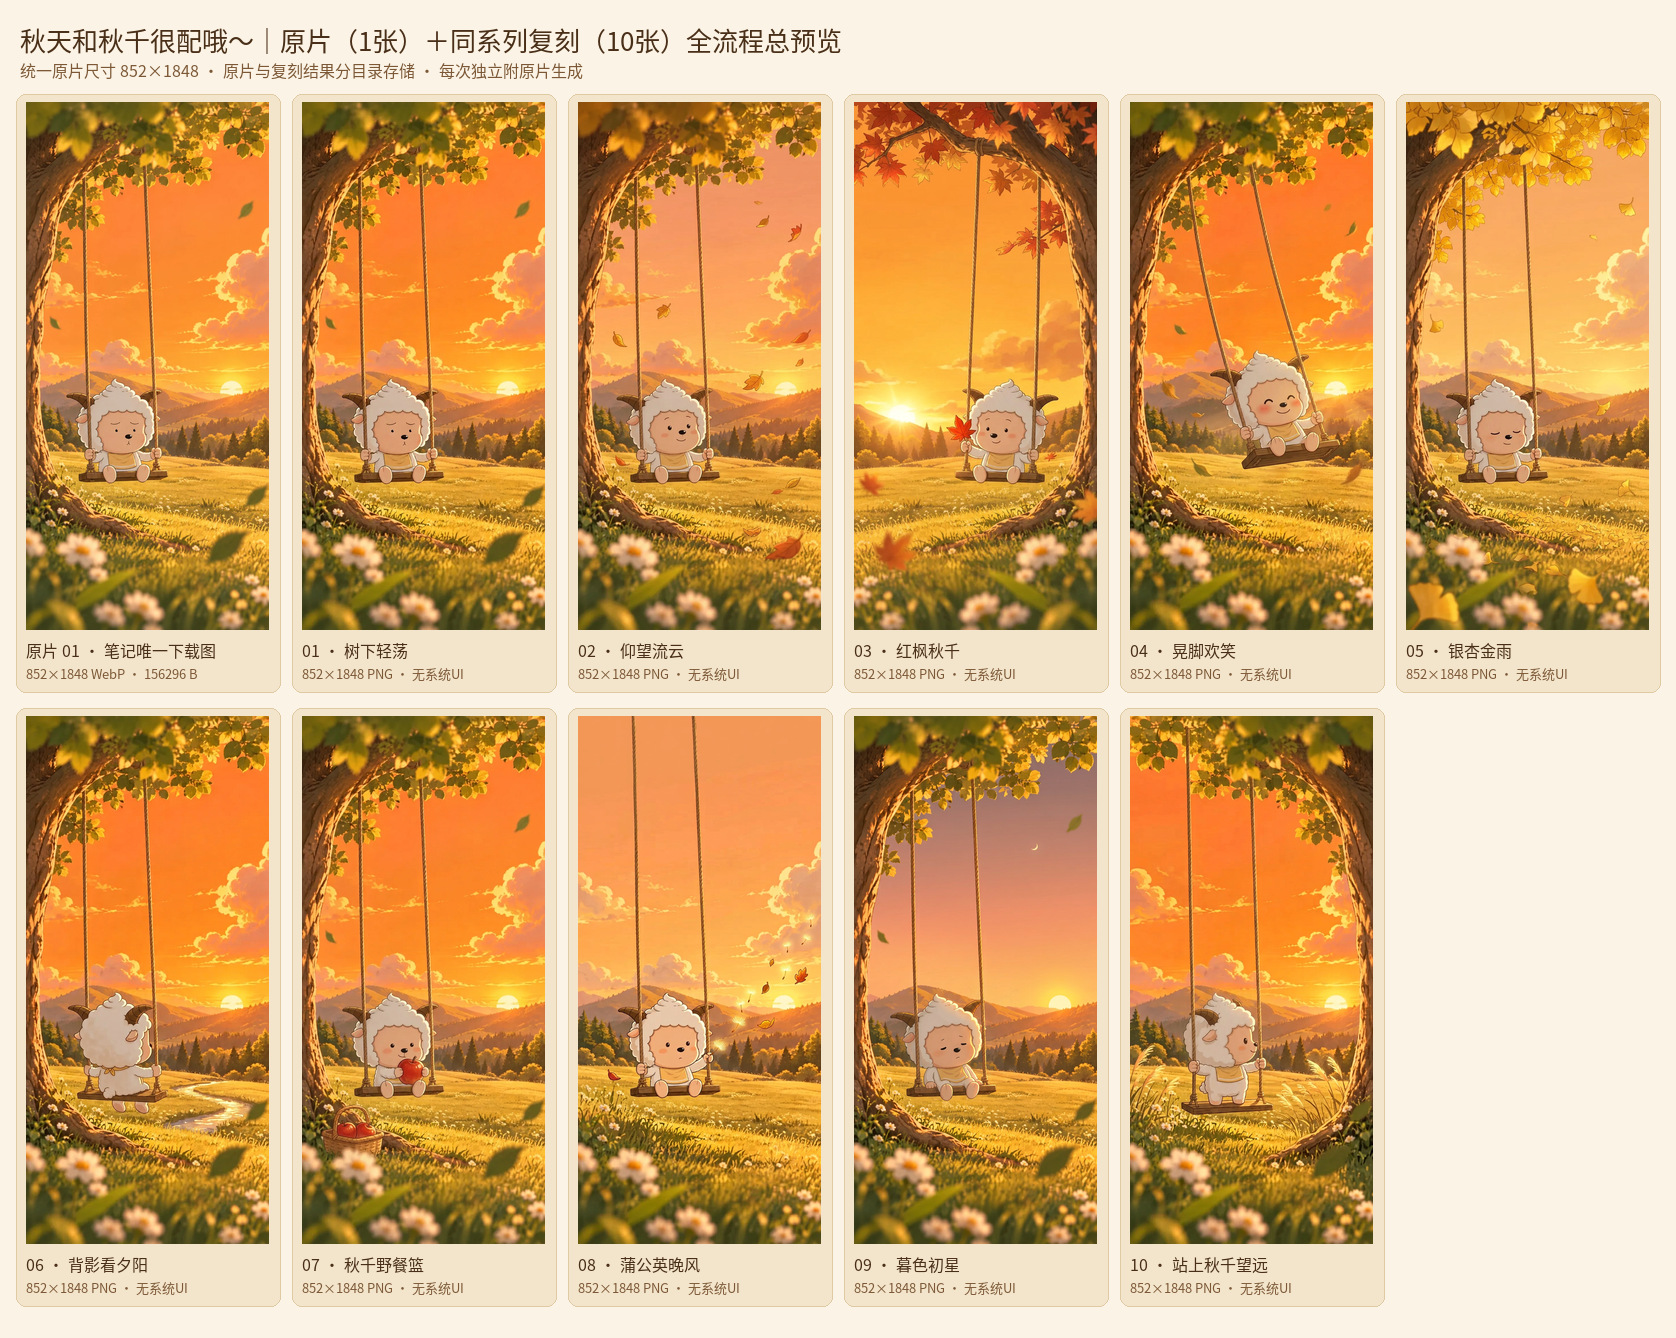 秋天和秋千很配哦～｜原片（1张）＋同系列复刻（10张）全流程总预览
统一原片尺寸 852×1848 · 原片与复刻结果分目录存储 · 每次独立附原片生成
原片 01 · 笔记唯一下载图
852×1848 WebP · 156296 B
01 · 树下轻荡
852×1848 PNG · 无系统UI
02 · 仰望流云
852×1848 PNG · 无系统UI
03 · 红枫秋千
852×1848 PNG · 无系统UI
04 · 晃脚欢笑
852×1848 PNG · 无系统UI
05 · 银杏金雨
852×1848 PNG · 无系统UI
06 · 背影看夕阳
852×1848 PNG · 无系统UI
07 · 秋千野餐篮
852×1848 PNG · 无系统UI
08 · 蒲公英晚风
852×1848 PNG · 无系统UI
09 · 暮色初星
852×1848 PNG · 无系统UI
10 · 站上秋千望远
852×1848 PNG · 无系统UI